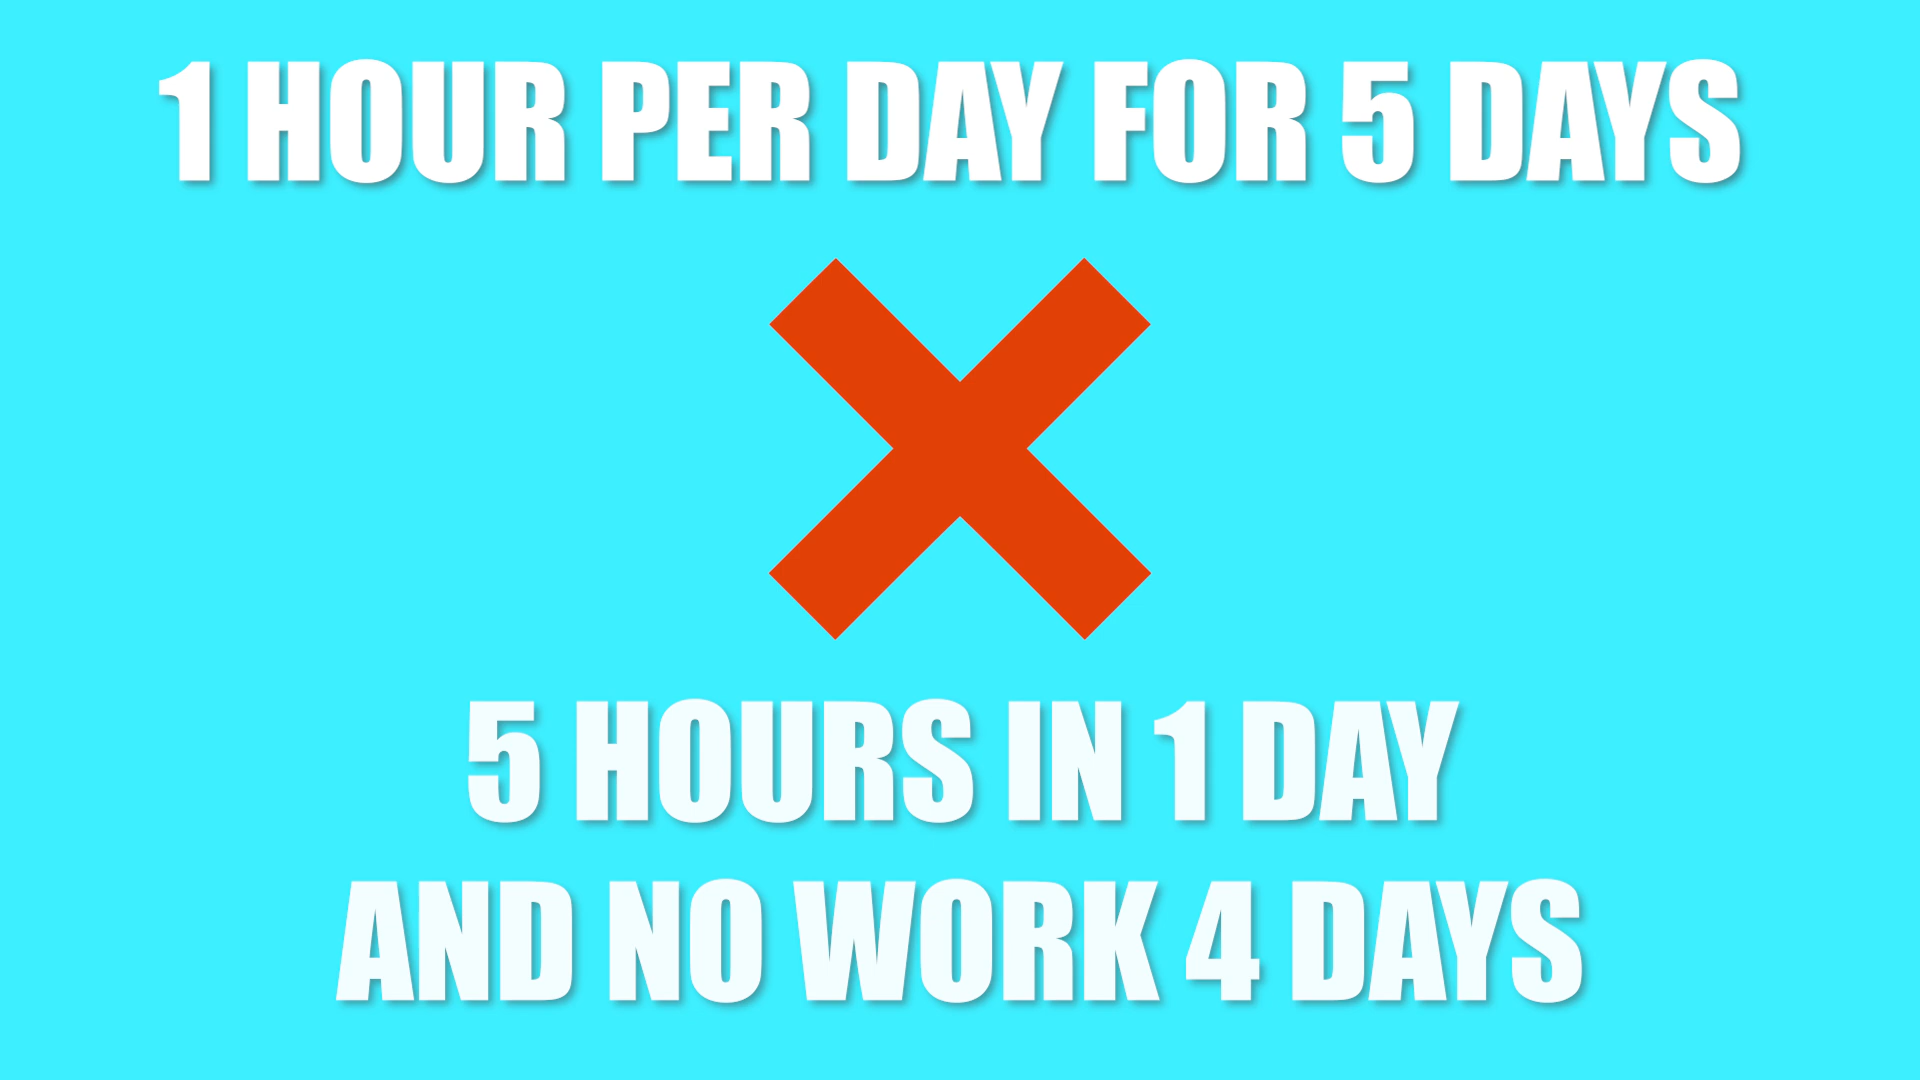 1 HOUR PER DAY FOR 5 DAYS
5 HOURS IN 1 DAY
AND NO WORK 4 DAYS